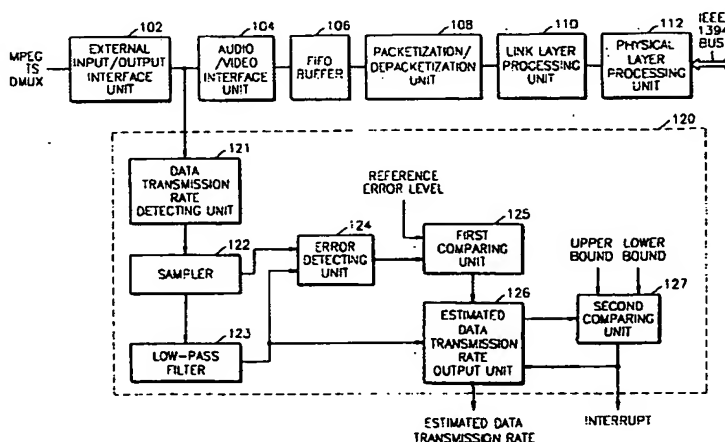 102
104
106
108
110
112
IEEE
1394
BUS
MPEG
TS
DMUX
EXTERNAL
INPUT/OUTPUT
INTERFACE
UNIT
AUDIO
/VIDEO
INTERFACE
UNIT
FIFO
BUFFER
PACKETIZATION/
DEPACKETIZATION
UNIT
LINK LAYER
PROCESSING
UNIT
PHYSICAL
LAYER
PROCESSING
UNIT
120
121
DATA
TRANSMISSION
RATE
DETECTING UNIT
REFERENCE
ERROR LEVEL
122
SAMPLER
124
ERROR
DETECTING
UNIT
125
FIRST
COMPARING
UNIT
UPPER
BOUND
LOWER
BOUND
123
LOW-PASS
FILTER
126
ESTIMATED
DATA
TRANSMISSION
RATE
OUTPUT UNIT
127
SECOND
COMPARING
UNIT
ESTIMATED DATA
TRANSMISSION RATE
INTERRUPT